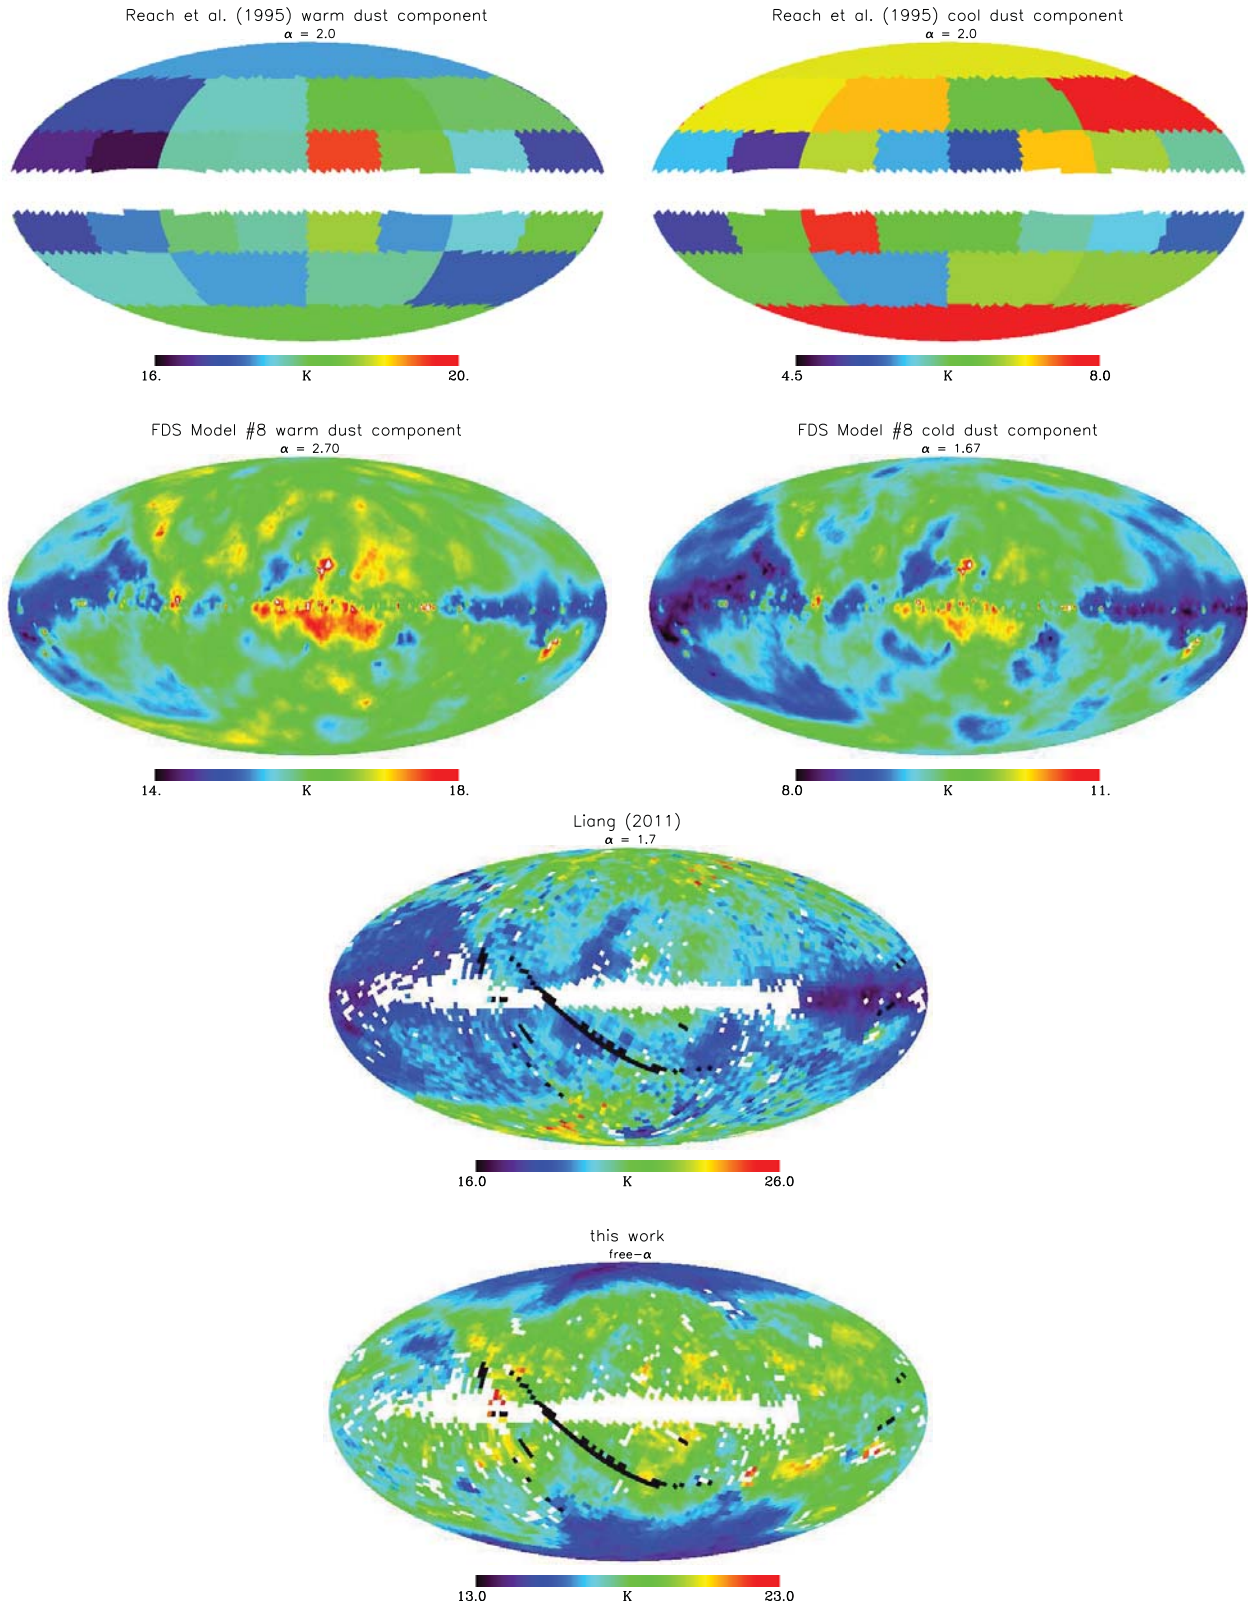 Reach et al. (1995) warm dust component
α = 2.0
16. K 20.
Reach et al. (1995) cool dust component
α = 2.0
4.5 K 8.0
FDS Model #8 warm dust component
α = 2.70
14. K 18.
FDS Model #8 cold dust component
α = 1.67
8.0 K 11.
Liang (2011)
α = 1.7
16.0 K 26.0
this work
free-α
13.0 K 23.0